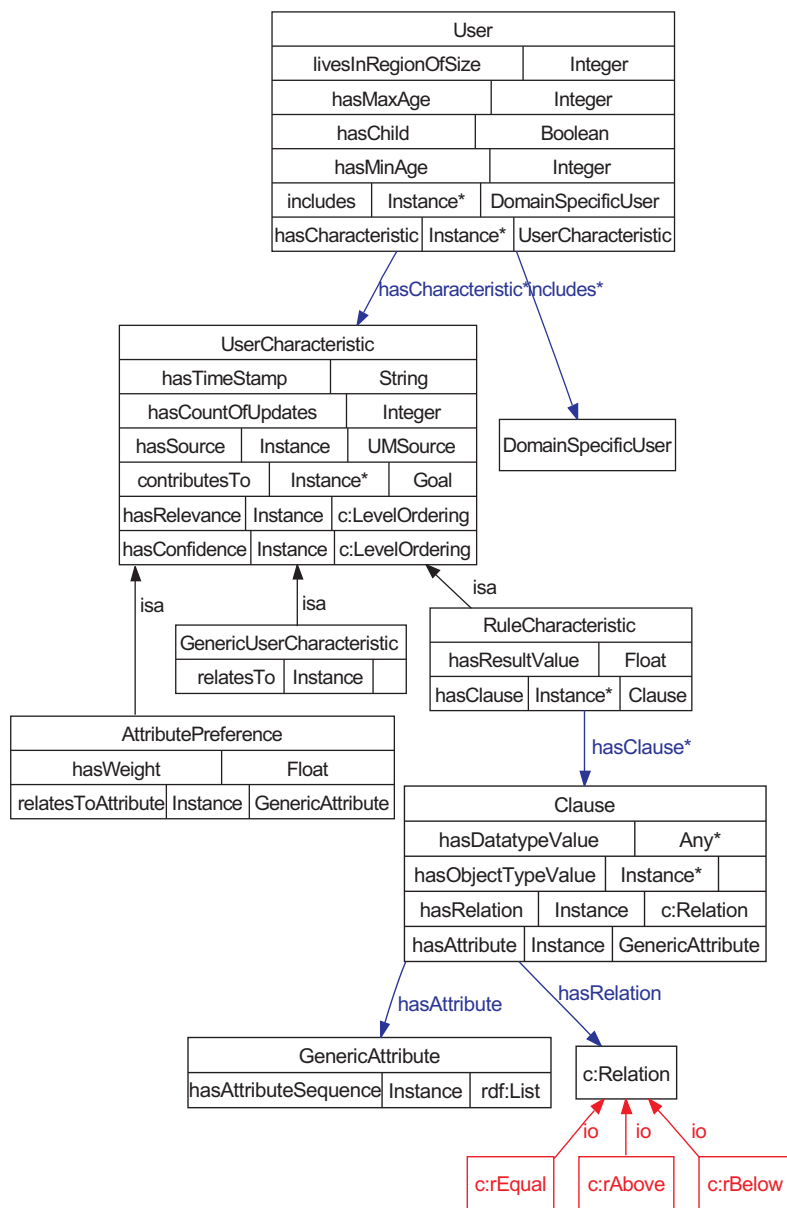 User
livesInRegionOfSize Integer
hasMaxAge Integer
hasChild Boolean
hasMinAge Integer
includes Instance* DomainSpecificUser
hasCharacteristic Instance* UserCharacteristic
hasCharacteristic* includes*
UserCharacteristic
hasTimeStamp String
hasCountOfUpdates Integer
hasSource Instance UMSource
contributesTo Instance* Goal
hasRelevance Instance c:LevelOrdering
hasConfidence Instance c:LevelOrdering
DomainSpecificUser
isa
isa
isa
GenericUserCharacteristic
relatesTo Instance
RuleCharacteristic
hasResultValue Float
hasClause Instance* Clause
AttributePreference
hasWeight Float
relatesToAttribute Instance GenericAttribute
hasClause*
Clause
hasDatatypeValue Any*
hasObjectTypeValue Instance*
hasRelation Instance c:Relation
hasAttribute Instance GenericAttribute
hasAttribute
hasRelation
GenericAttribute
hasAttributeSequence Instance rdf:List
c:Relation
io io io
c:rEqual c:rAbove c:rBelow